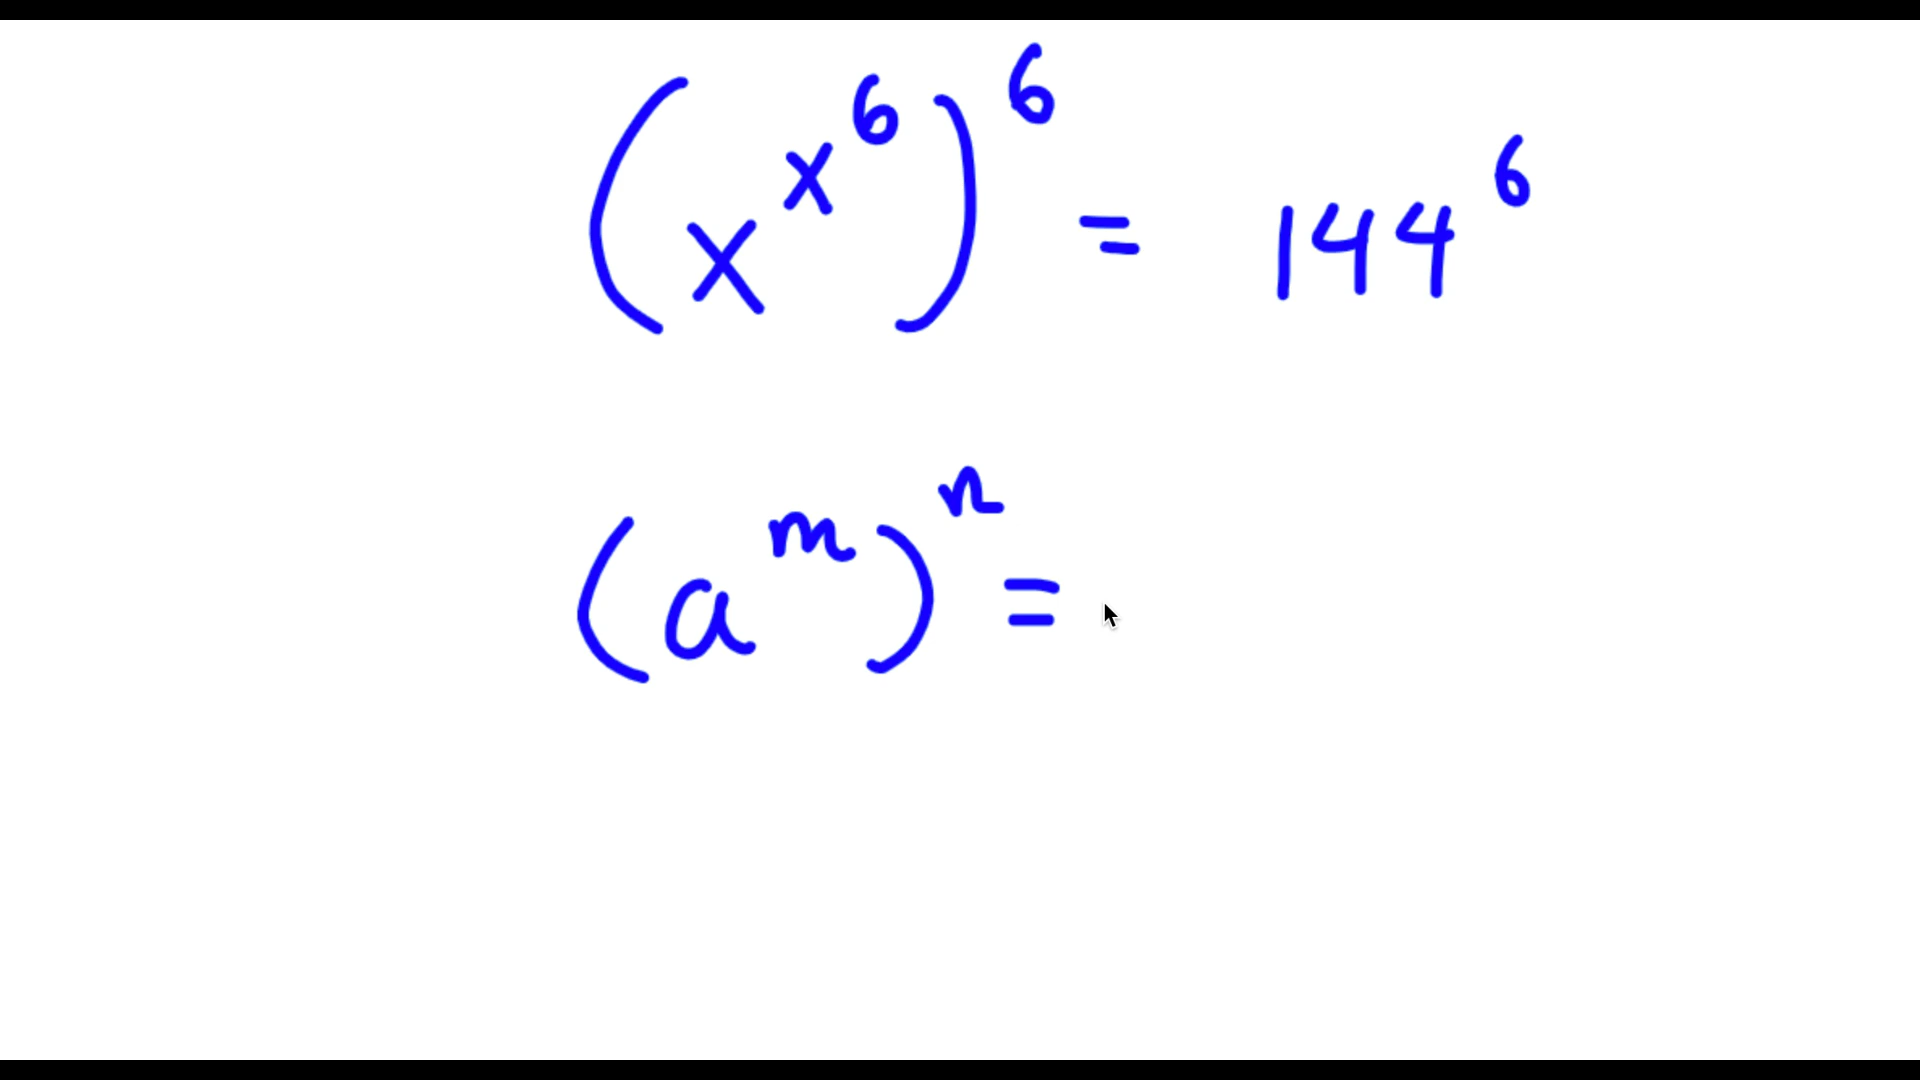 (x^x^6)^6 = 144^6
(a^m)^n =